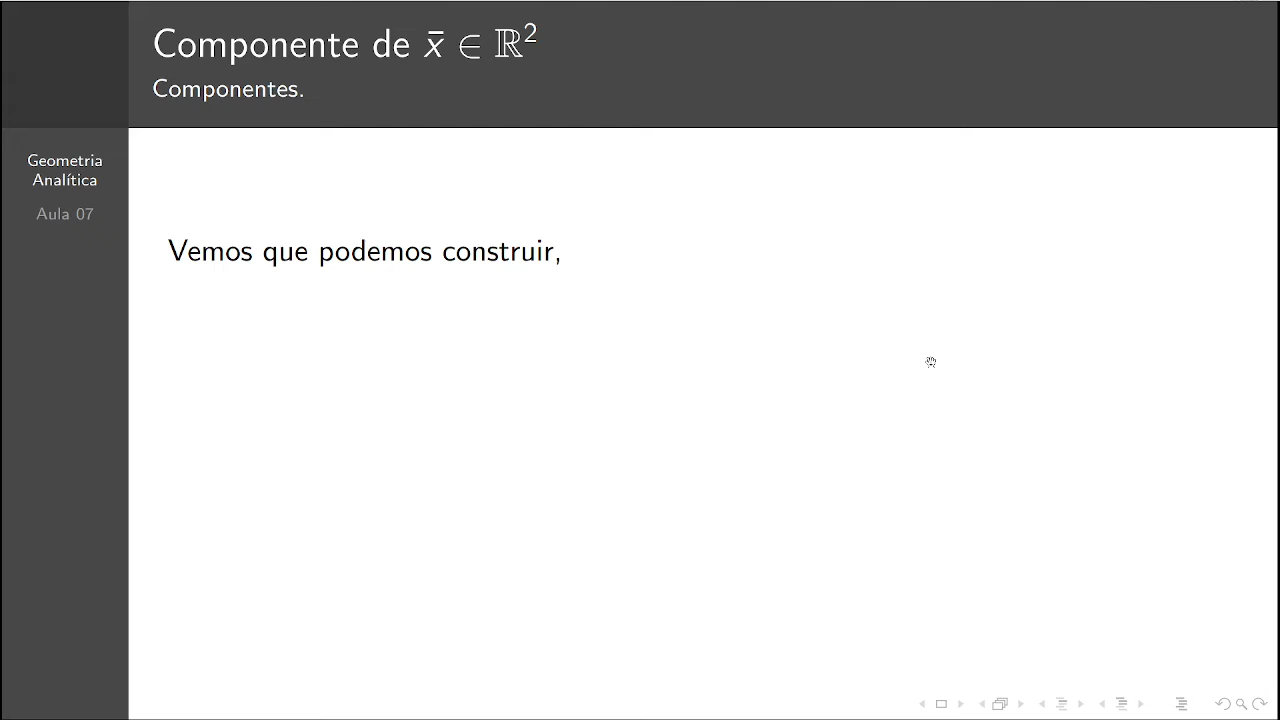 Componente de x̄ ∈ ℝ²
Componentes.
Geometria
Analítica
Aula 07
Vemos que podemos construir,